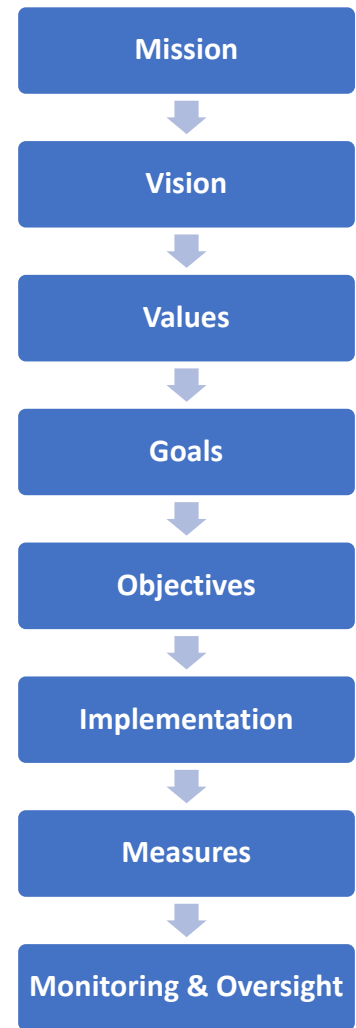 Mission
Vision
Values
Goals
Objectives
Implementation
Measures
Monitoring & Oversight